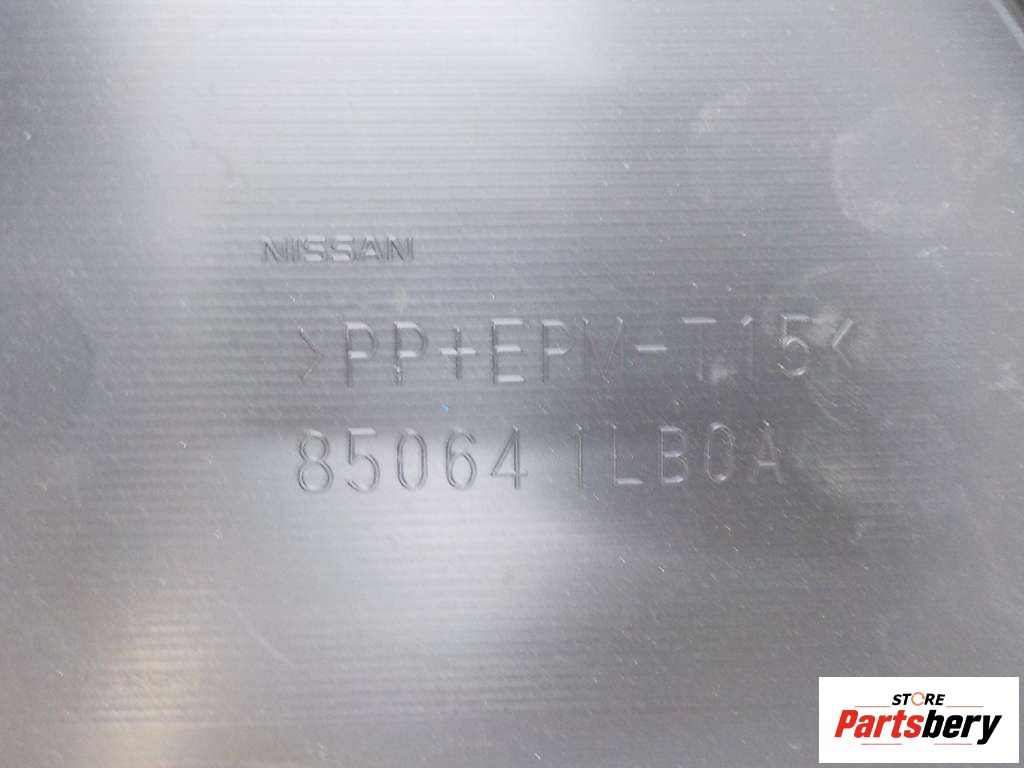 NISSAN
>PP+EPM-T15<
85064 1LB0A
STORE
Partsbery